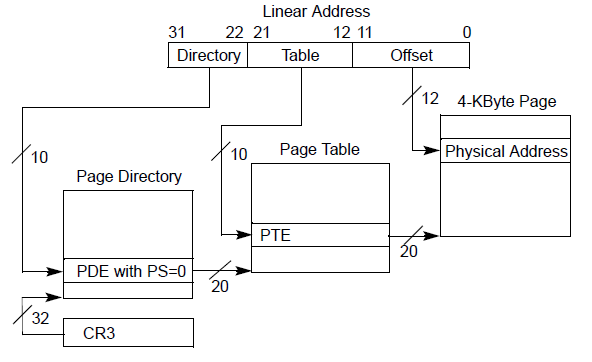 Linear Address
31 22 21 12 11 0
Directory Table Offset
12 4-KByte Page
10 10 Page Table Physical Address
Page Directory
PTE
20
PDE with PS=0
20
32
CR3